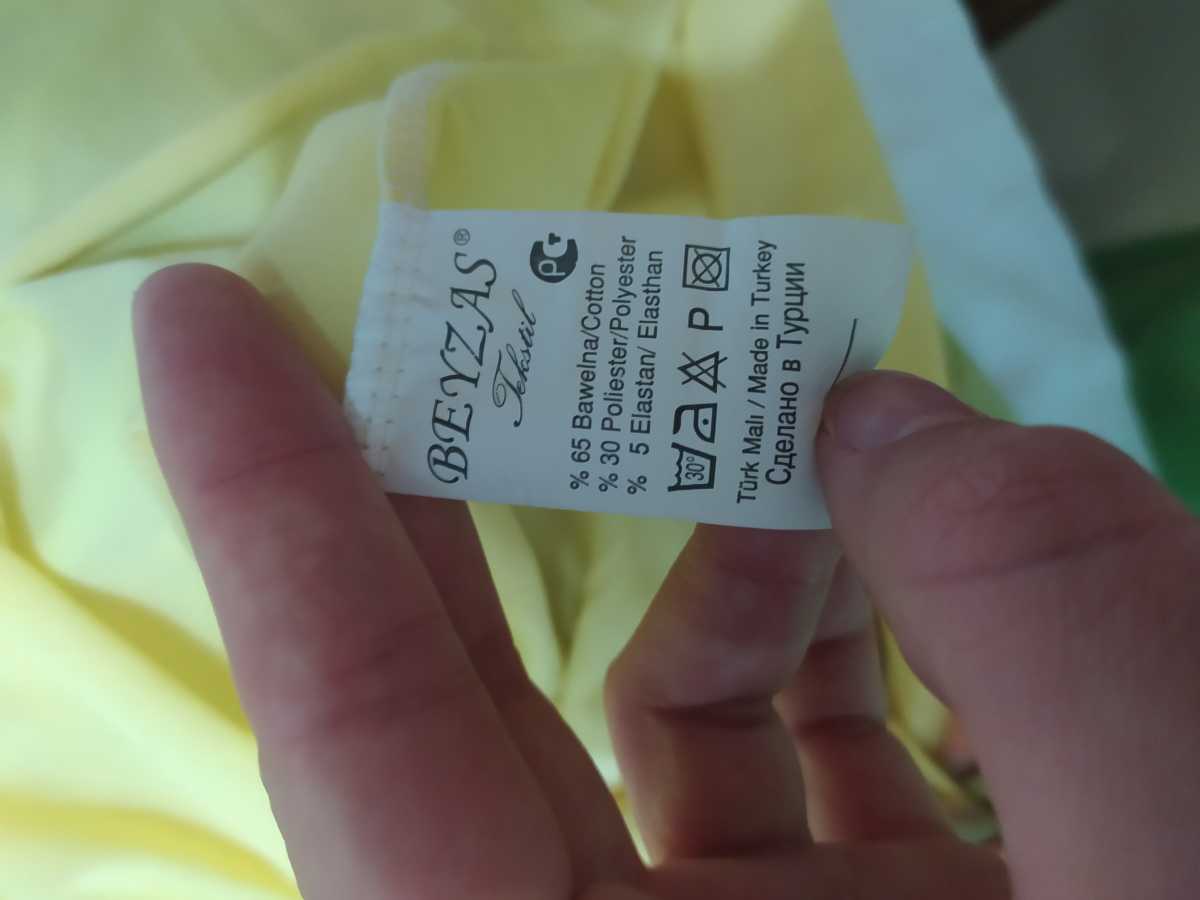 BEYZAS®
Tekstil
РСТ
% 65 Bawelna/Cotton
% 30 Poliester/Polyester
% 5 Elastan/ Elasthan
30° P
Türk Malı / Made in Turkey
Сделано в Турции